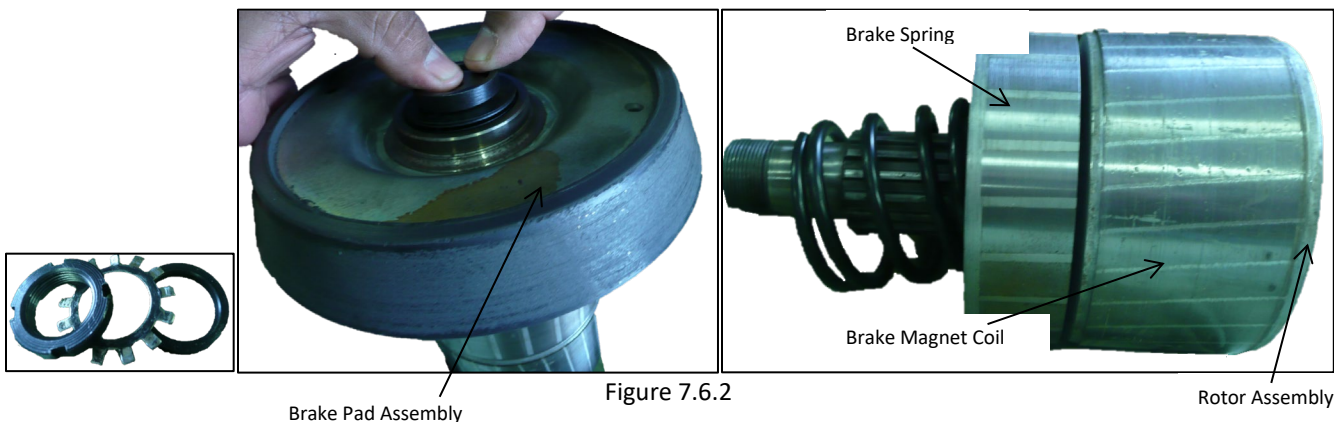 Brake Spring
Brake Magnet Coil
Figure 7.6.2
Rotor Assembly
Brake Pad Assembly